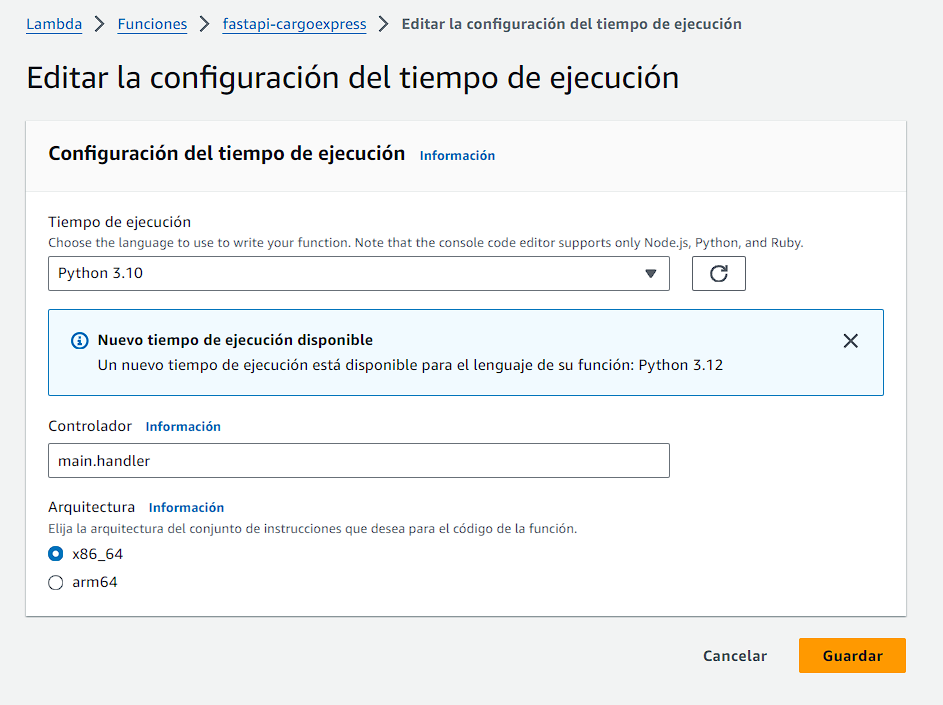 Lambda > Funciones > fastapi-cargoexpress > Editar la configuración del tiempo de ejecución
Editar la configuración del tiempo de ejecución
Configuración del tiempo de ejecución Información
Tiempo de ejecución
Choose the language to use to write your function. Note that the console code editor supports only Node.js, Python, and Ruby.
Python 3.10
Nuevo tiempo de ejecución disponible
Un nuevo tiempo de ejecución está disponible para el lenguaje de su función: Python 3.12
Controlador Información
main.handler
Arquitectura Información
Elija la arquitectura del conjunto de instrucciones que desea para el código de la función.
x86_64
arm64
Cancelar Guardar